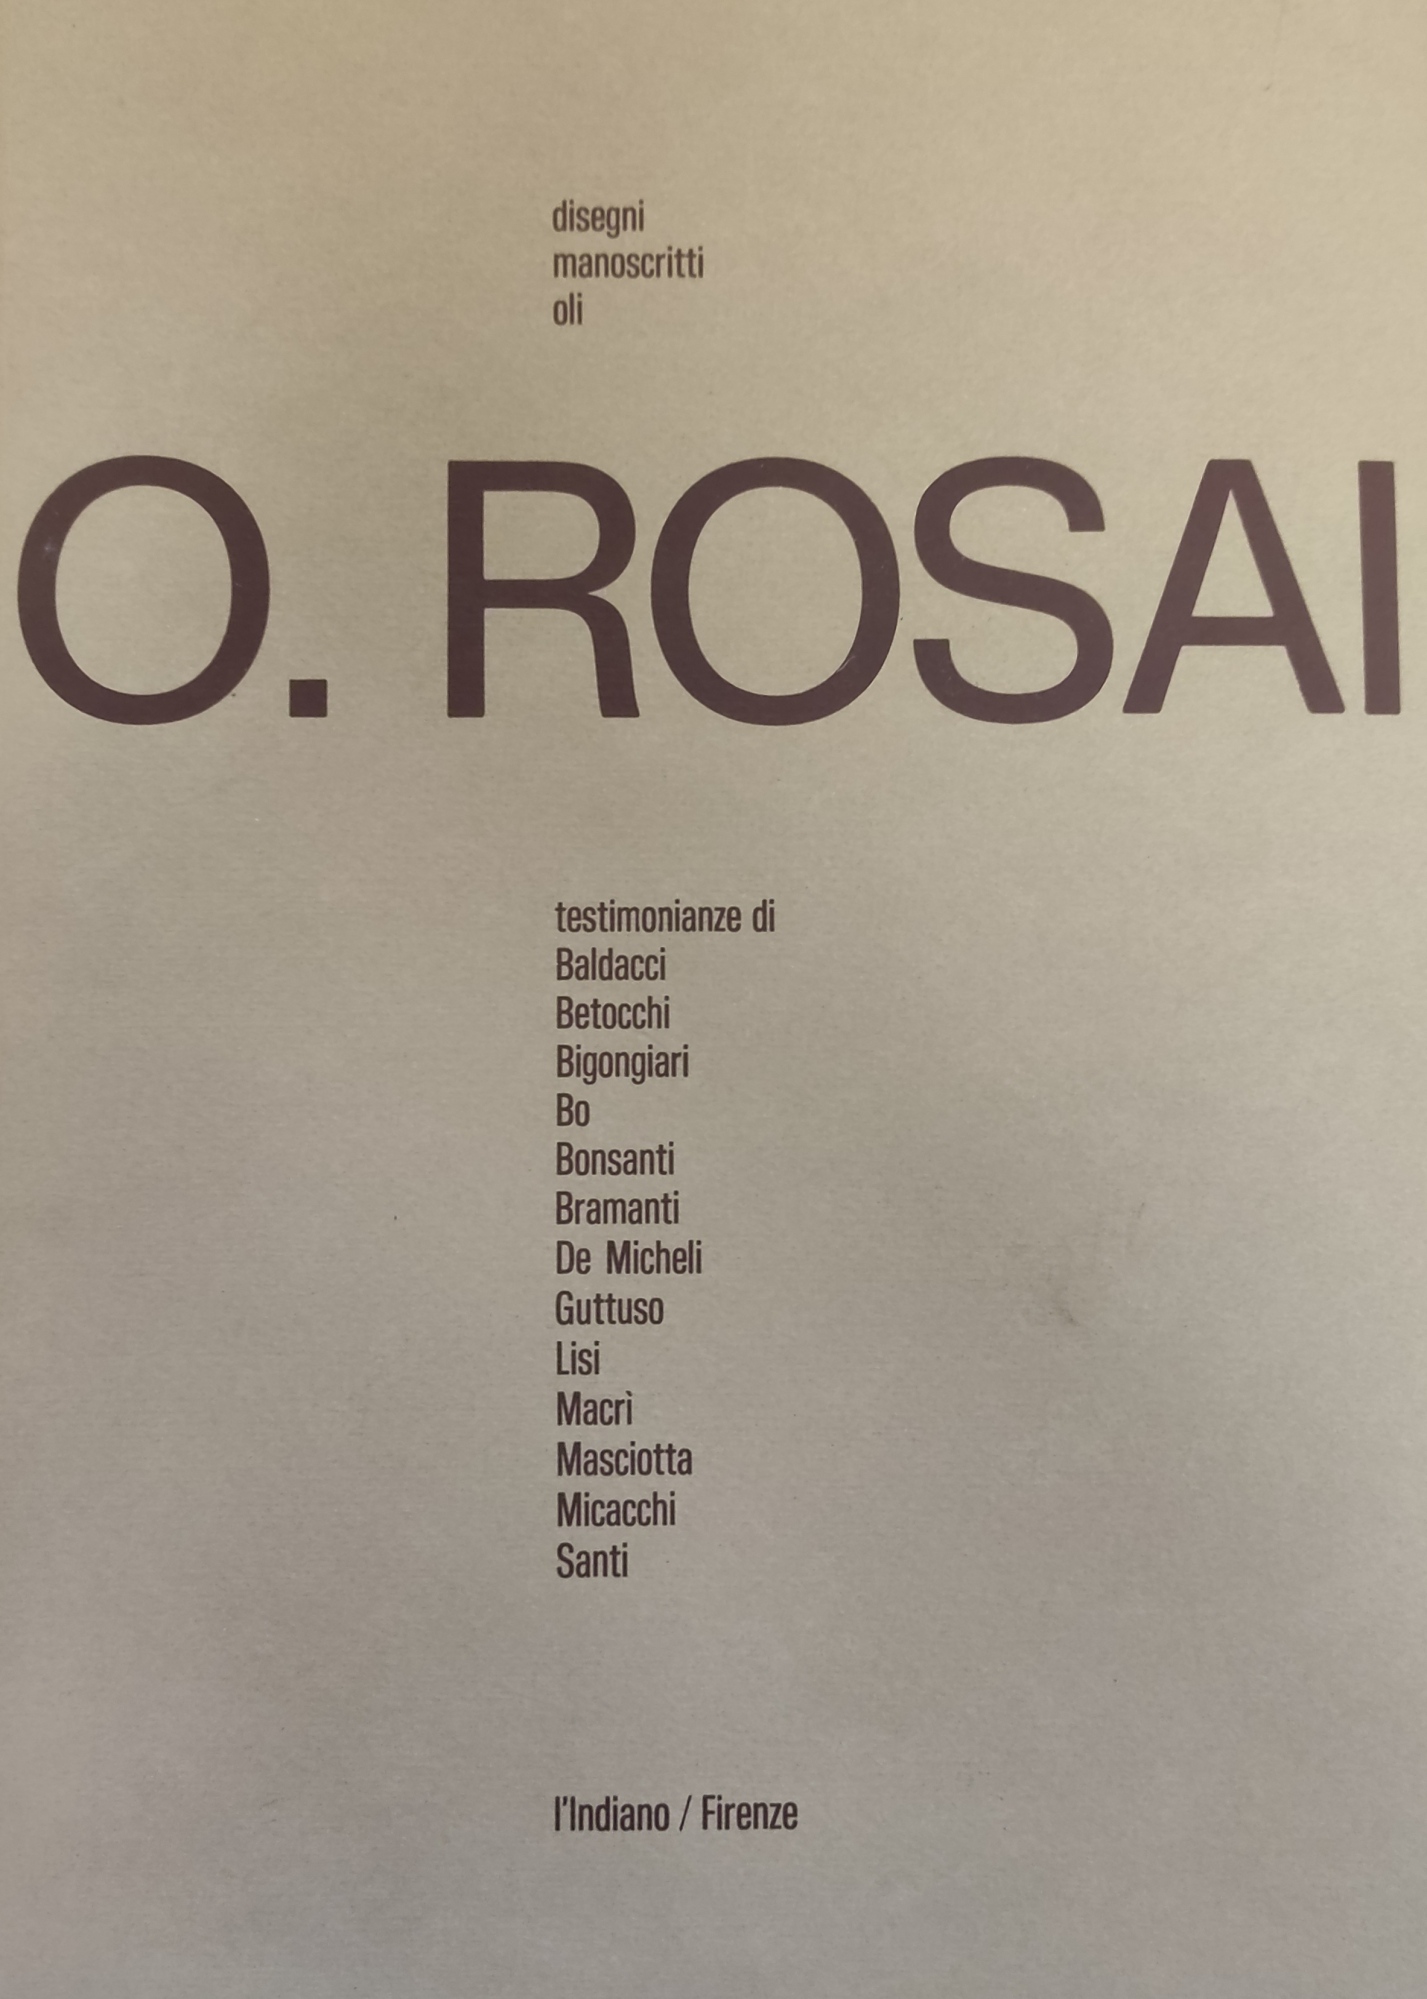 disegni
manoscritti
oli
O. ROSAI
testimonianze di
Baldacci
Betocchi
Bigongiari
Bo
Bonsanti
Bramanti
De Micheli
Guttuso
Lisi
Macrì
Masciotta
Micacchi
Santi
l'Indiano / Firenze